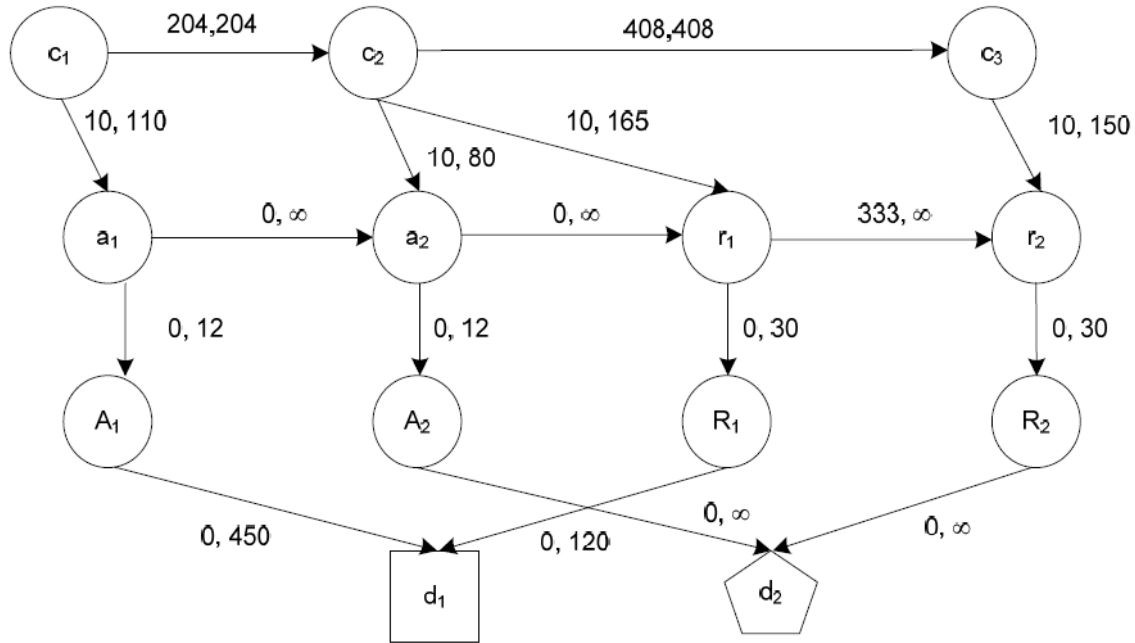 204,204
408,408
c₁
c₂
c₃
10, 110
10, 80
10, 165
10, 150
0, ∞
0, ∞
333, ∞
a₁
a₂
r₁
r₂
0, 12
0, 12
0, 30
0, 30
A₁
A₂
R₁
R₂
0, 450
0, 120
0, ∞
0, ∞
d₁
d₂